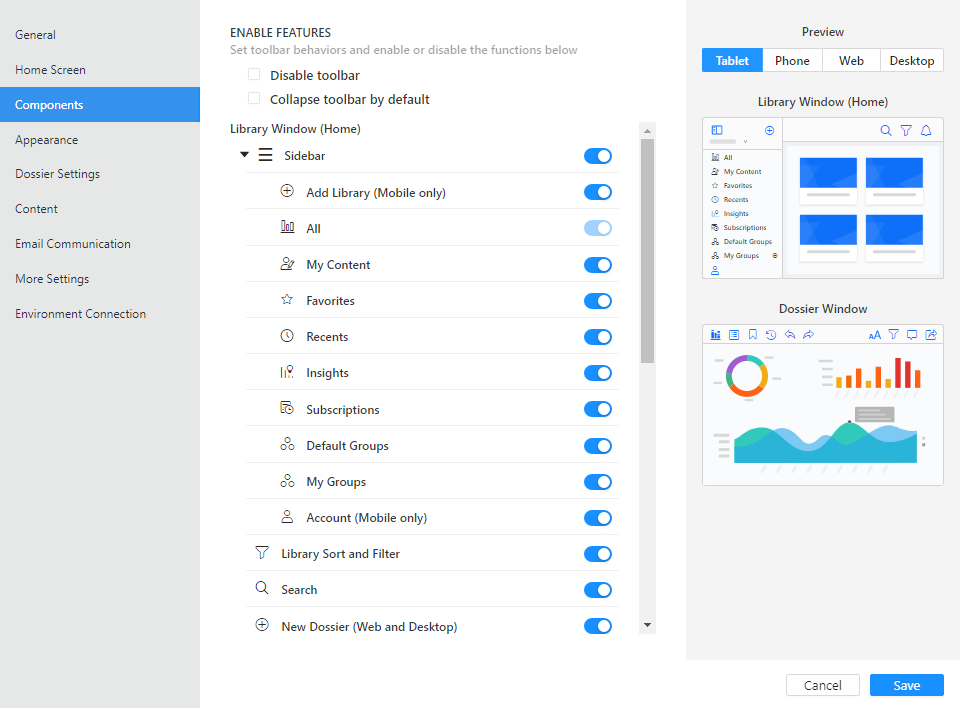 General
Home Screen
Components
Appearance
Dossier Settings
Content
Email Communication
More Settings
Environment Connection
ENABLE FEATURES
Set toolbar behaviors and enable or disable the functions below
Disable toolbar
Collapse toolbar by default
Library Window (Home)
Sidebar
Add Library (Mobile only)
All
My Content
Favorites
Recents
Insights
Subscriptions
Default Groups
My Groups
Account (Mobile only)
Library Sort and Filter
Search
New Dossier (Web and Desktop)
Preview
Tablet Phone Web Desktop
Library Window (Home)
All
My Content
Favorites
Recents
Insights
Subscriptions
Default Groups
My Groups
Dossier Window
AA
Cancel Save